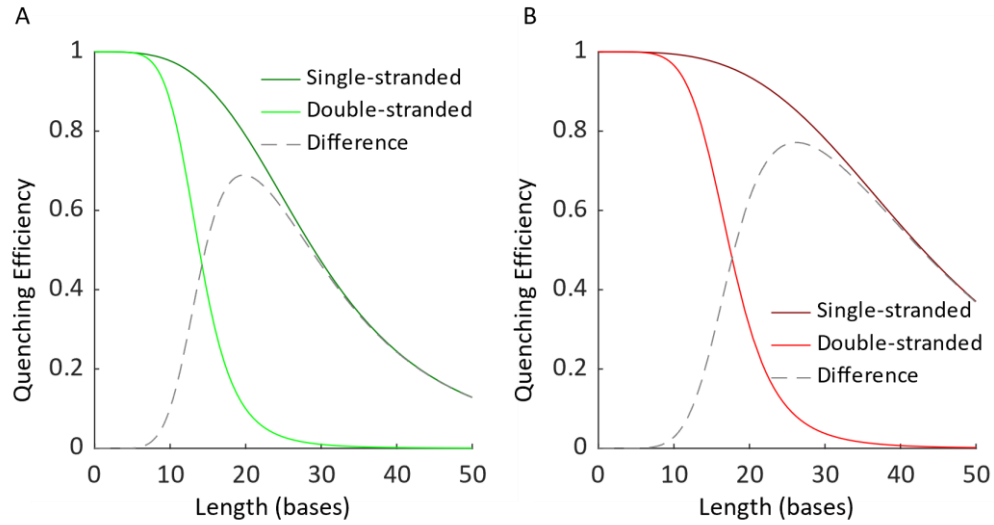 A
Quenching Efficiency
1
0.8
0.6
0.4
0.2
0
Single-stranded
Double-stranded
Difference
0 10 20 30 40 50
Length (bases)
B
Quenching Efficiency
1
0.8
0.6
0.4
0.2
0
Single-stranded
Double-stranded
Difference
0 10 20 30 40 50
Length (bases)